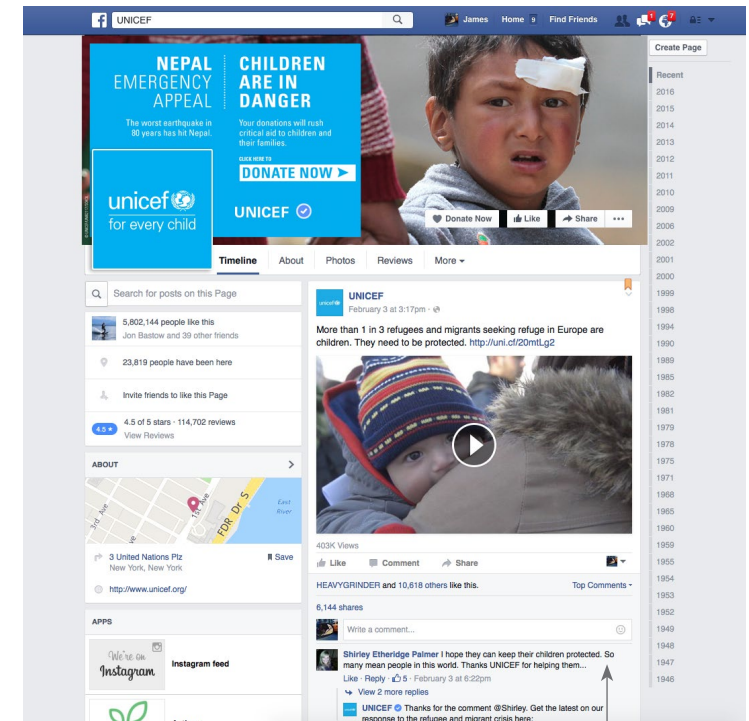 UNICEF
James Home 9 Find Friends
1
7
Create Page
NEPAL
EMERGENCY
APPEAL
The worst earthquake in
80 years has hit Nepal.
CHILDREN
ARE IN
DANGER
Your donations will rush
critical aid to children and
their families.
CLICK HERE TO
DONATE NOW
UNICEF
unicef
for every child
Donate Now Like Share
Timeline About Photos Reviews More
Search for posts on this Page
5,802,144 people like this
Jon Bastow and 39 other friends
23,819 people have been here
Invite friends to like this Page
4.5 ★
4.5 of 5 stars · 114,702 reviews
View Reviews
ABOUT
3rd Ave
1st Ave
FDR Dr S
East
River
3 United Nations Plz
New York, New York
Save
http://www.unicef.org/
APPS
We're on
Instagram
Instagram feed
unicef
UNICEF
February 3 at 3:17pm ·
More than 1 in 3 refugees and migrants seeking refuge in Europe are
children. They need to be protected. http://uni.cf/20mtLg2
403K Views
Like Comment Share
HEAVYGRINDER and 10,618 others like this.
Top Comments
6,144 shares
Write a comment...
Shirley Etheridge Palmer I hope they can keep their children protected. So
many mean people in this world. Thanks UNICEF for helping them...
Like · Reply · 5 · February 3 at 6:22pm
View 2 more replies
UNICEF Thanks for the comment @Shirley. Get the latest on our
response to the refugee and migrant crisis here:
Recent
2016
2015
2014
2013
2012
2011
2010
2009
2006
2002
2001
2000
1999
1998
1994
1990
1989
1985
1982
1981
1979
1978
1975
1971
1968
1965
1960
1959
1955
1954
1953
1952
1949
1948
1947
1946